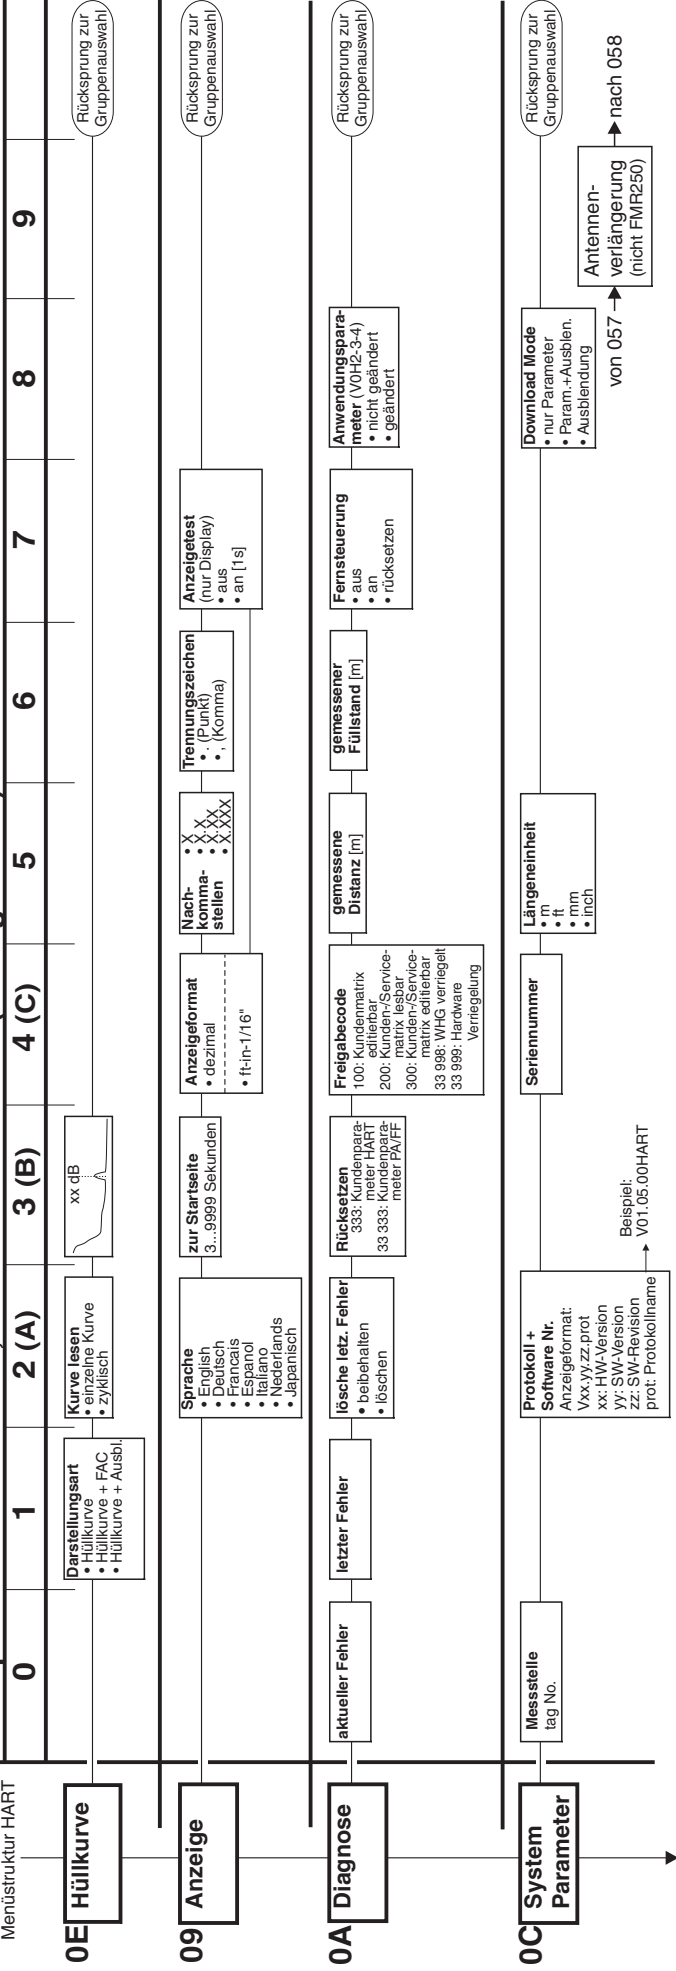 Menüstruktur HART
0
1
2 (A)
3 (B)
4 (C)
5
6
7
8
9
0E
Hüllkurve
Darstellungsart
• Hüllkurve
• Hüllkurve + FAC
• Hüllkurve + Ausbl.
Kurve lesen
• einzelne Kurve
• zyklisch
xx dB
Rücksprung zur
Gruppenauswahl
09
Anzeige
Sprache
• English
• Deutsch
• Francais
• Espanol
• Italiano
• Nederlands
• Japanisch
zur Startseite
3...9999 Sekunden
Anzeigeformat
• dezimal
• ft-in-1/16"
Nach-
komma-
stellen
• X
• X.X
• X.XX
• X.XXX
Trennungszeichen
• . (Punkt)
• , (Komma)
Anzeigetest
(nur Display)
• aus
• an [1s]
Rücksprung zur
Gruppenauswahl
0A
Diagnose
aktueller Fehler
letzter Fehler
lösche letz. Fehler
• beibehalten
• löschen
Rücksetzen
333: Kundenpara-
meter HART
33 333: Kundenpara-
meter PA/FF
Freigabecode
100: Kundenmatrix
editierbar
200: Kunden-/Service-
matrix lesbar
300: Kunden-/Service-
matrix editierbar
33 998: WHG verriegelt
33 999: Hardware
Verriegelung
gemessene
Distanz [m]
gemessener
Füllstand [m]
Fernsteuerung
• aus
• an
• rücksetzen
Anwendungspara-
meter (V0H2-3-4)
• nicht geändert
• geändert
Rücksprung zur
Gruppenauswahl
0C
System
Parameter
Messstelle
tag No.
Protokoll +
Software Nr.
Anzeigeformat:
Vxx.yy.zz.prot
xx: HW-Version
yy: SW-Version
zz: SW-Revision
prot: Protokollname
Beispiel:
V01.05.00HART
Seriennummer
Längeneinheit
• m
• ft
• mm
• inch
Download Mode
• nur Parameter
• Param.+Ausblen.
• Ausblendung
Rücksprung zur
Gruppenauswahl
von 057
Antennen-
verlängerung
(nicht FMR250)
nach 058